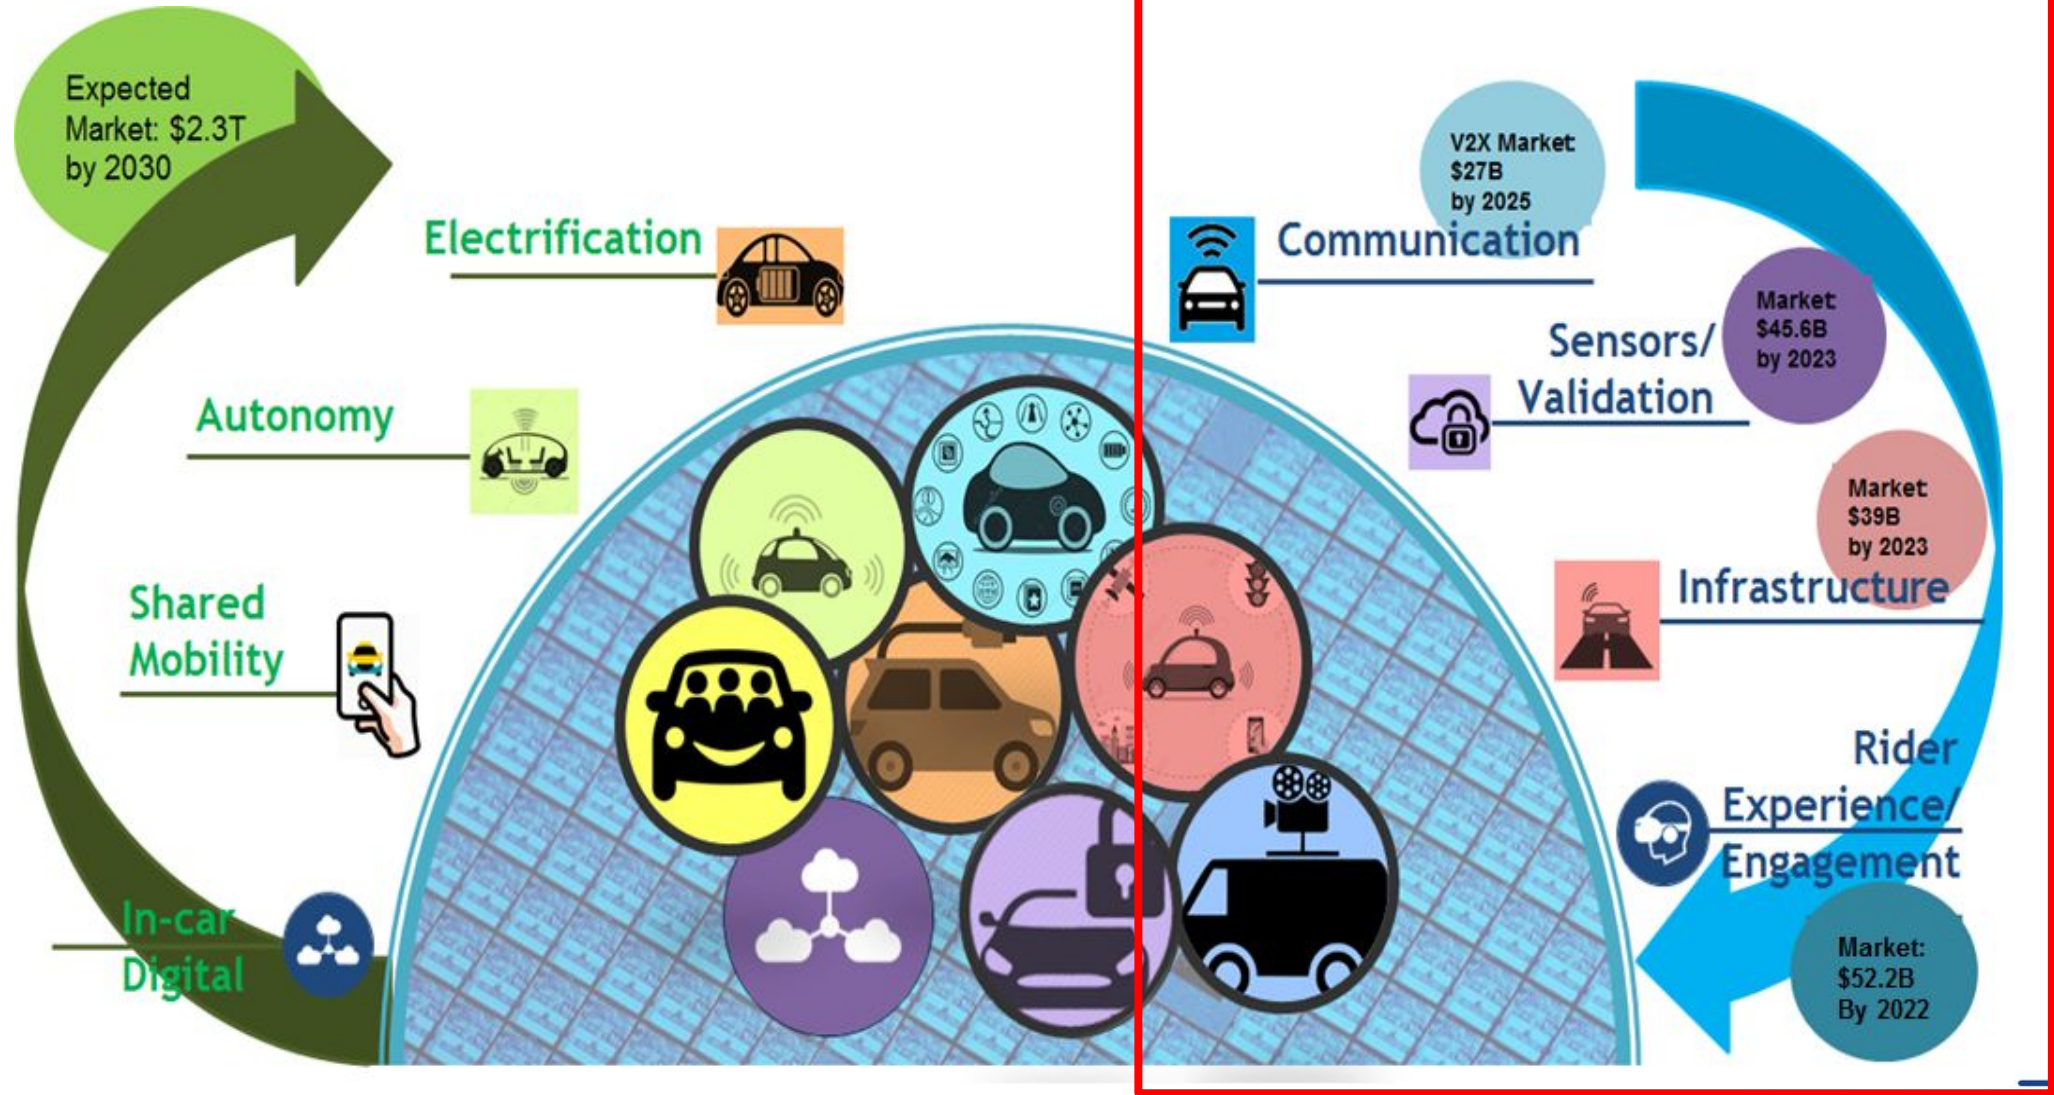 Expected
Market: $2.3T
by 2030
Electrification
Autonomy
Shared
Mobility
In-car
Digital
V2X Market
$27B
by 2025
Communication
Market
$45.6B
by 2023
Sensors/
Validation
Market
$39B
by 2023
Infrastructure
Rider
Experience/
Engagement
Market:
$52.2B
By 2022